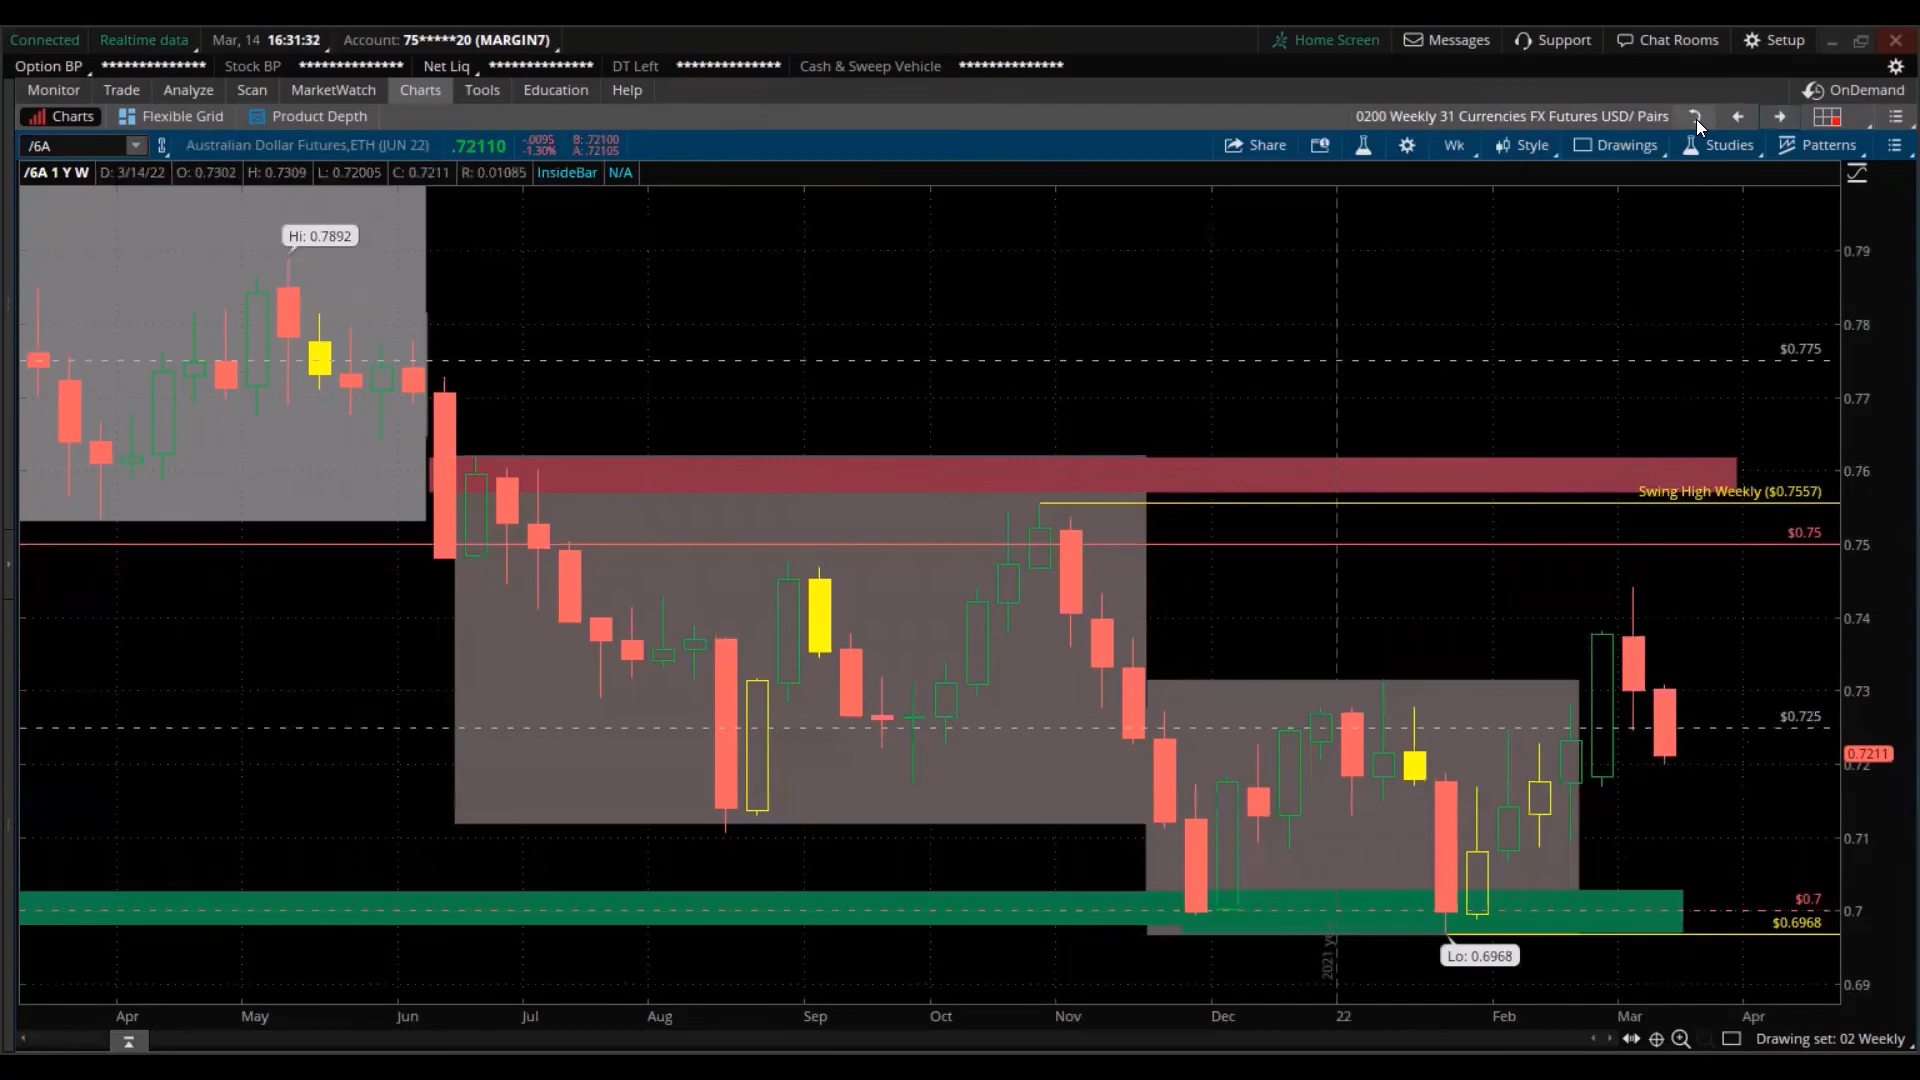 Connected Realtime data Mar, 14 16:31:32 Account: 75*****20 (MARGIN7) Home Screen Messages Support Chat Rooms Setup
Option BP ************** Stock BP ************** Net Liq ************** DT Left ************** Cash & Sweep Vehicle **************
Monitor Trade Analyze Scan MarketWatch Charts Tools Education Help OnDemand
Charts Flexible Grid Product Depth 0200 Weekly 31 Currencies FX Futures USD/ Pairs
/6A Australian Dollar Futures,ETH (JUN 22) .72110 -.0095 -1.30% B: .72100 A: .72105 Share Wk Style Drawings Studies Patterns
/6A 1 Y W D: 3/14/22 O: 0.7302 H: 0.7309 L: 0.72005 C: 0.7211 R: 0.01085 InsideBar N/A
Hi: 0.7892
0.79
0.78
$0.775
0.77
0.76
Swing High Weekly ($0.7557)
$0.75
0.75
0.74
0.73
$0.725
0.7211
0.72
0.71
$0.7
0.7
$0.6968
Lo: 0.6968
0.69
Apr May Jun Jul Aug Sep Oct Nov Dec 22 Feb Mar Apr
Drawing set: 02 Weekly